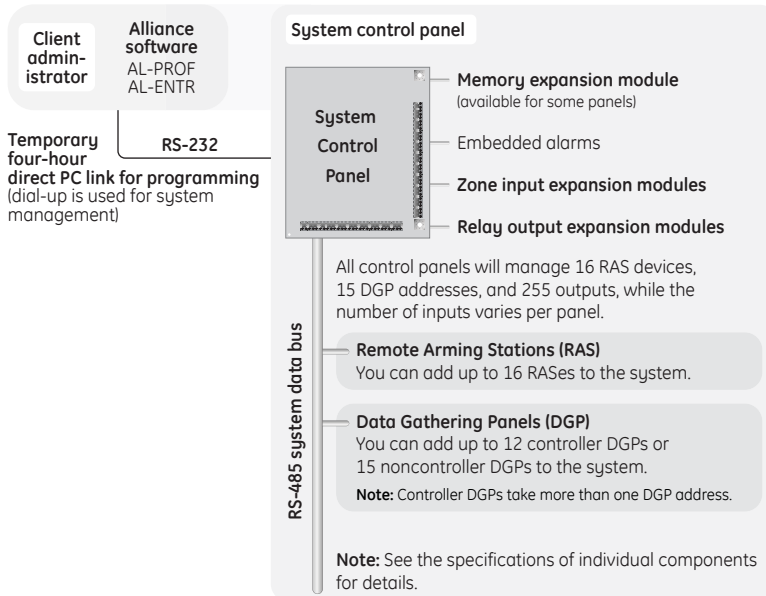 Client
admin-
istrator
Alliance
software
AL-PROF
AL-ENTR
Temporary
four-hour
direct PC link for programming
(dial-up is used for system
management)
RS-232
System control panel
System
Control
Panel
Memory expansion module
(available for some panels)
Embedded alarms
Zone input expansion modules
Relay output expansion modules
All control panels will manage 16 RAS devices,
15 DGP addresses, and 255 outputs, while the
number of inputs varies per panel.
RS-485 system data bus
Remote Arming Stations (RAS)
You can add up to 16 RASes to the system.
Data Gathering Panels (DGP)
You can add up to 12 controller DGPs or
15 noncontroller DGPs to the system.
Note: Controller DGPs take more than one DGP address.
Note: See the specifications of individual components
for details.